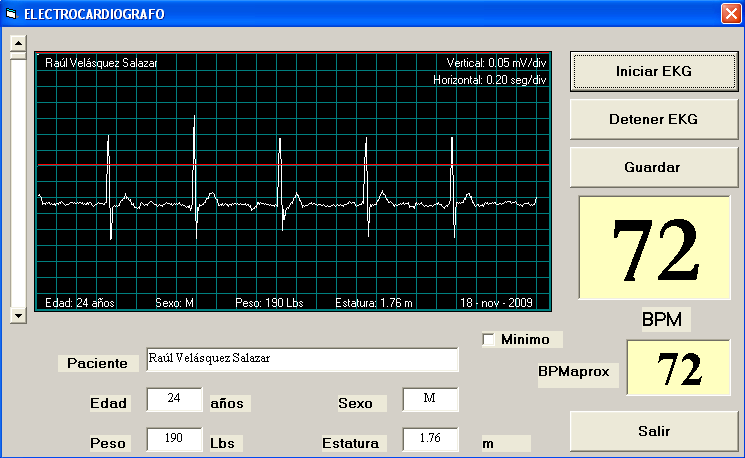 ELECTROCARDIOGRAFO
Raúl Velásquez Salazar
Vertical: 0.05 mV/div
Horizontal: 0.20 seg/div
Edad: 24 años Sexo: M Peso: 190 Lbs Estatura: 1.76 m 18 - nov - 2009
Iniciar EKG
Detener EKG
Guardar
72
BPM
Minimo
BPMaprox 72
Paciente Raúl Velásquez Salazar
Edad 24 años Sexo M
Peso 190 Lbs Estatura 1.76 m
Salir